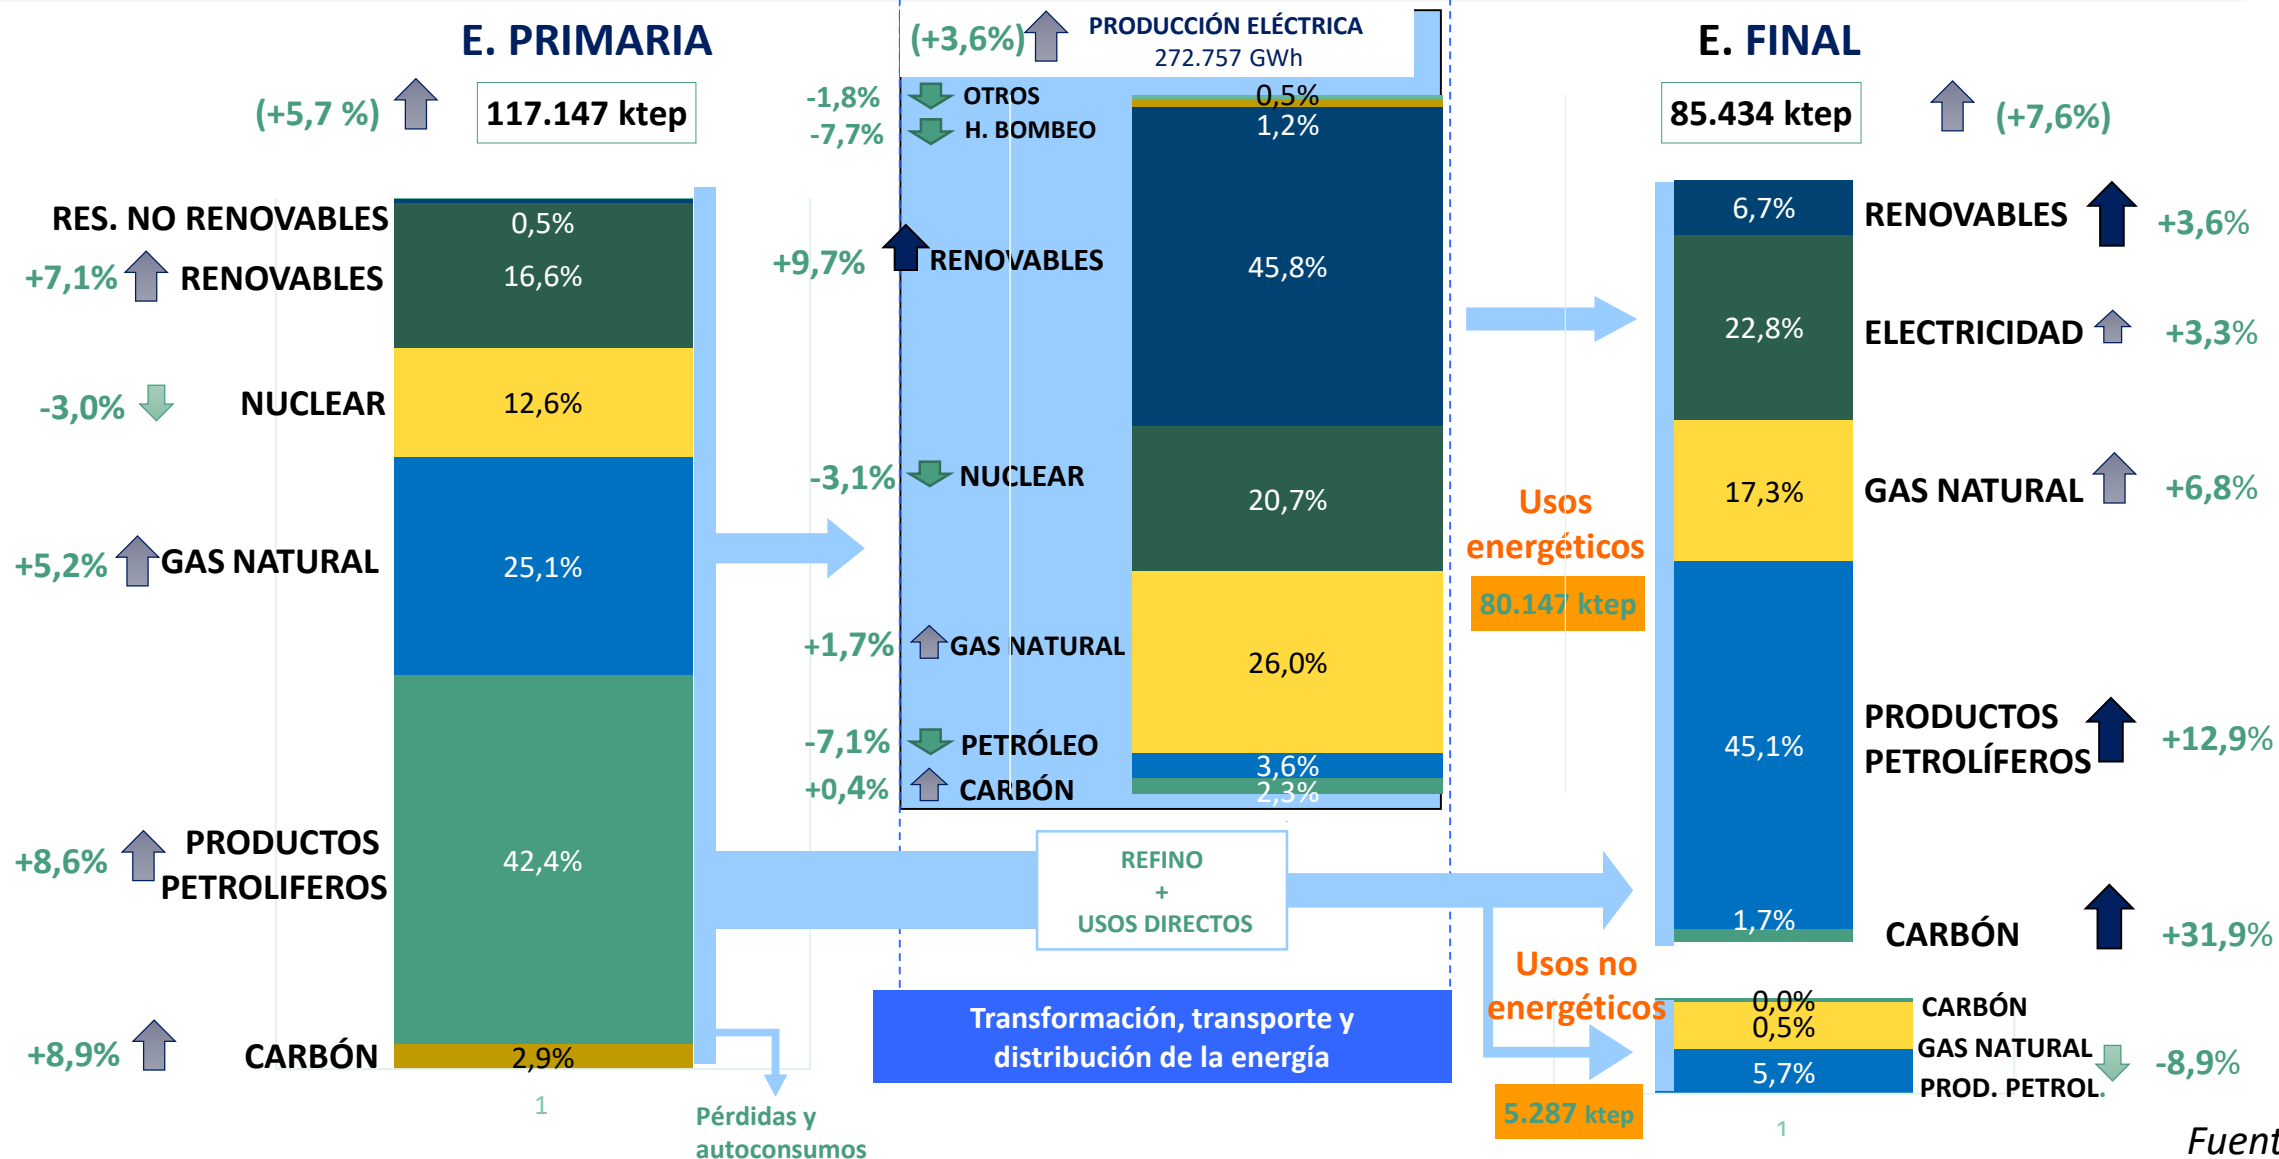 E. PRIMARIA
(+5,7 %)
117.147 ktep
RES. NO RENOVABLES
0,5%
+7,1%
RENOVABLES
16,6%
-3,0%
NUCLEAR
12,6%
+5,2%
GAS NATURAL
25,1%
+8,6%
PRODUCTOS
PETROLIFEROS
42,4%
+8,9%
CARBÓN
2,9%
1
Pérdidas y
autoconsumos
(+3,6%)
PRODUCCIÓN ELÉCTRICA
272.757 GWh
-1,8%
OTROS
0,5%
-7,7%
H. BOMBEO
1,2%
+9,7%
RENOVABLES
45,8%
-3,1%
NUCLEAR
20,7%
+1,7%
GAS NATURAL
26,0%
-7,1%
PETRÓLEO
3,6%
+0,4%
CARBÓN
2,3%
REFINO
+
USOS DIRECTOS
Transformación, transporte y
distribución de la energía
Usos
energéticos
80.147 ktep
Usos no
energéticos
5.287 ktep
E. FINAL
85.434 ktep
(+7,6%)
6,7%
RENOVABLES
+3,6%
22,8%
ELECTRICIDAD
+3,3%
17,3%
GAS NATURAL
+6,8%
45,1%
PRODUCTOS
PETROLÍFEROS
+12,9%
1,7%
CARBÓN
+31,9%
0,0%
CARBÓN
0,5%
GAS NATURAL
-8,9%
5,7%
PROD. PETROL.
1
Fuent